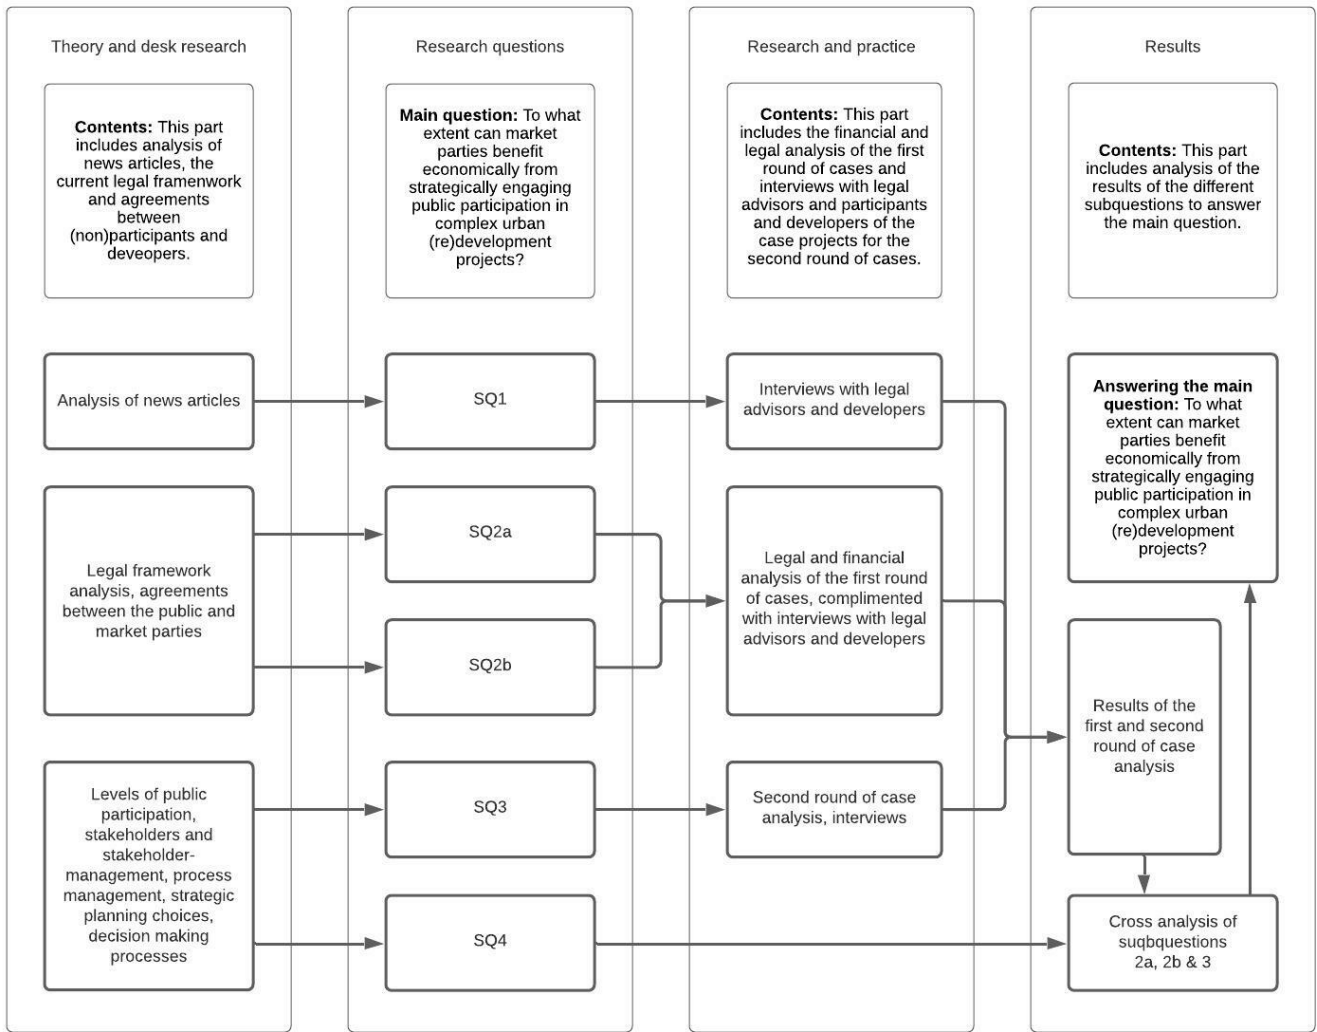 Theory and desk research
Contents: This part
includes analysis of
news articles, the
current legal framenwork
and agreements
between
(non)participants and
deveopers.
Analysis of news articles
Legal framework
analysis, agreements
between the public and
market parties
Levels of public
participation,
stakeholders and
stakeholder-
management, process
management, strategic
planning choices,
decision making
processes
Research questions
Main question: To what
extent can market
parties benefit
economically from
strategically engaging
public participation in
complex urban
(re)development
projects?
SQ1
SQ2a
SQ2b
SQ3
SQ4
Research and practice
Contents: This part
includes the financial and
legal analysis of the first
round of cases and
interviews with legal
advisors and participants
and developers of the
case projects for the
second round of cases.
Interviews with legal
advisors and developers
Legal and financial
analysis of the first round
of cases, complimented
with interviews with legal
advisors and developers
Second round of case
analysis, interviews
Results
Contents: This part
includes analysis of the
results of the different
subquestions to answer
the main question.
Answering the main
question: To what
extent can market
parties benefit
economically from
strategically engaging
public participation in
complex urban
(re)development
projects?
Results of the
first and second
round of case
analysis
Cross analysis of
suqbquestions
2a, 2b & 3